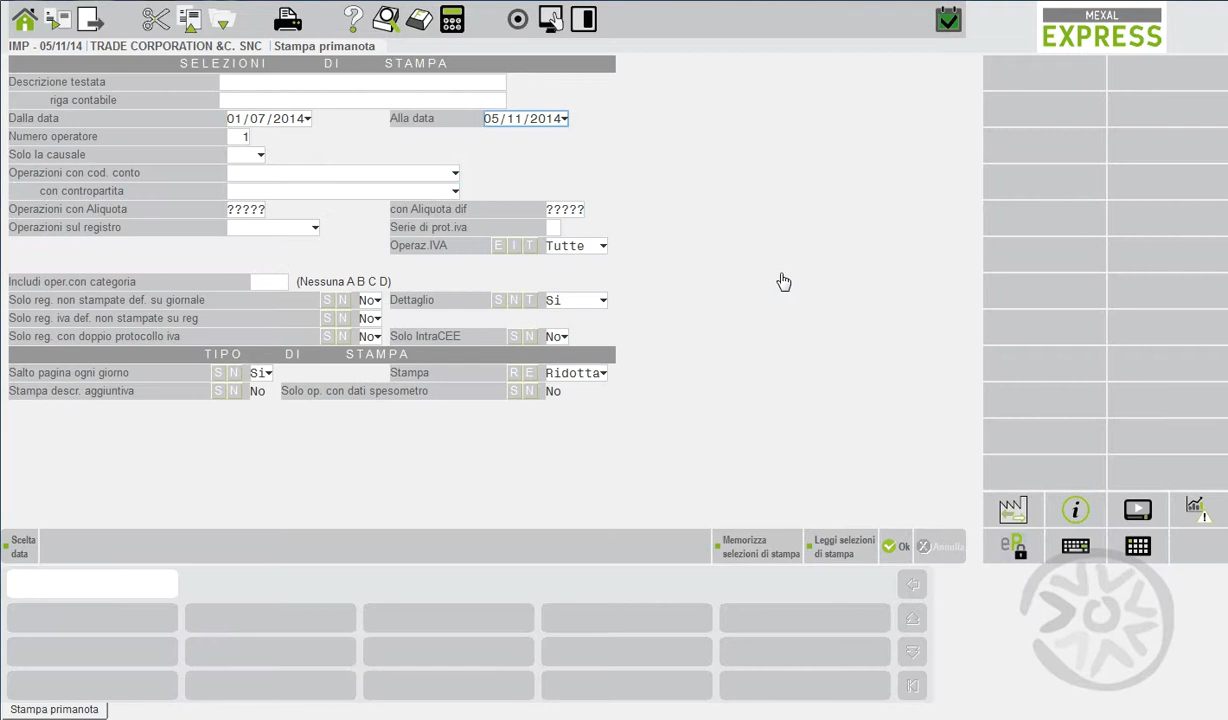 MEXAL
EXPRESS
IMP - 05/11/14 | TRADE CORPORATION &C. SNC | Stampa primanota
SELEZIONI DI STAMPA
Descrizione testata
riga contabile
Dalla data 01/07/2014 Alla data 05/11/2014
Numero operatore 1
Solo la causale
Operazioni con cod. conto
con contropartita
Operazioni con Aliquota ????? con Aliquota dif ?????
Operazioni sul registro Serie di prot.iva
Operaz.IVA E I T Tutte
Includi oper.con categoria (Nessuna A B C D)
Solo reg. non stampate def. su giornale S N No Dettaglio S N T Si
Solo reg. iva def. non stampate su reg S N No
Solo reg. con doppio protocollo iva S N No Solo IntraCEE S N No
TIPO DI STAMPA
Salto pagina ogni giorno S N Si Stampa R E Ridotta
Stampa descr. aggiuntiva S N No Solo op. con dati spesometro S N No
Scelta
data
Memorizza
selezioni di stampa
Leggi selezioni
di stampa
Ok
Annulla
Stampa primanota